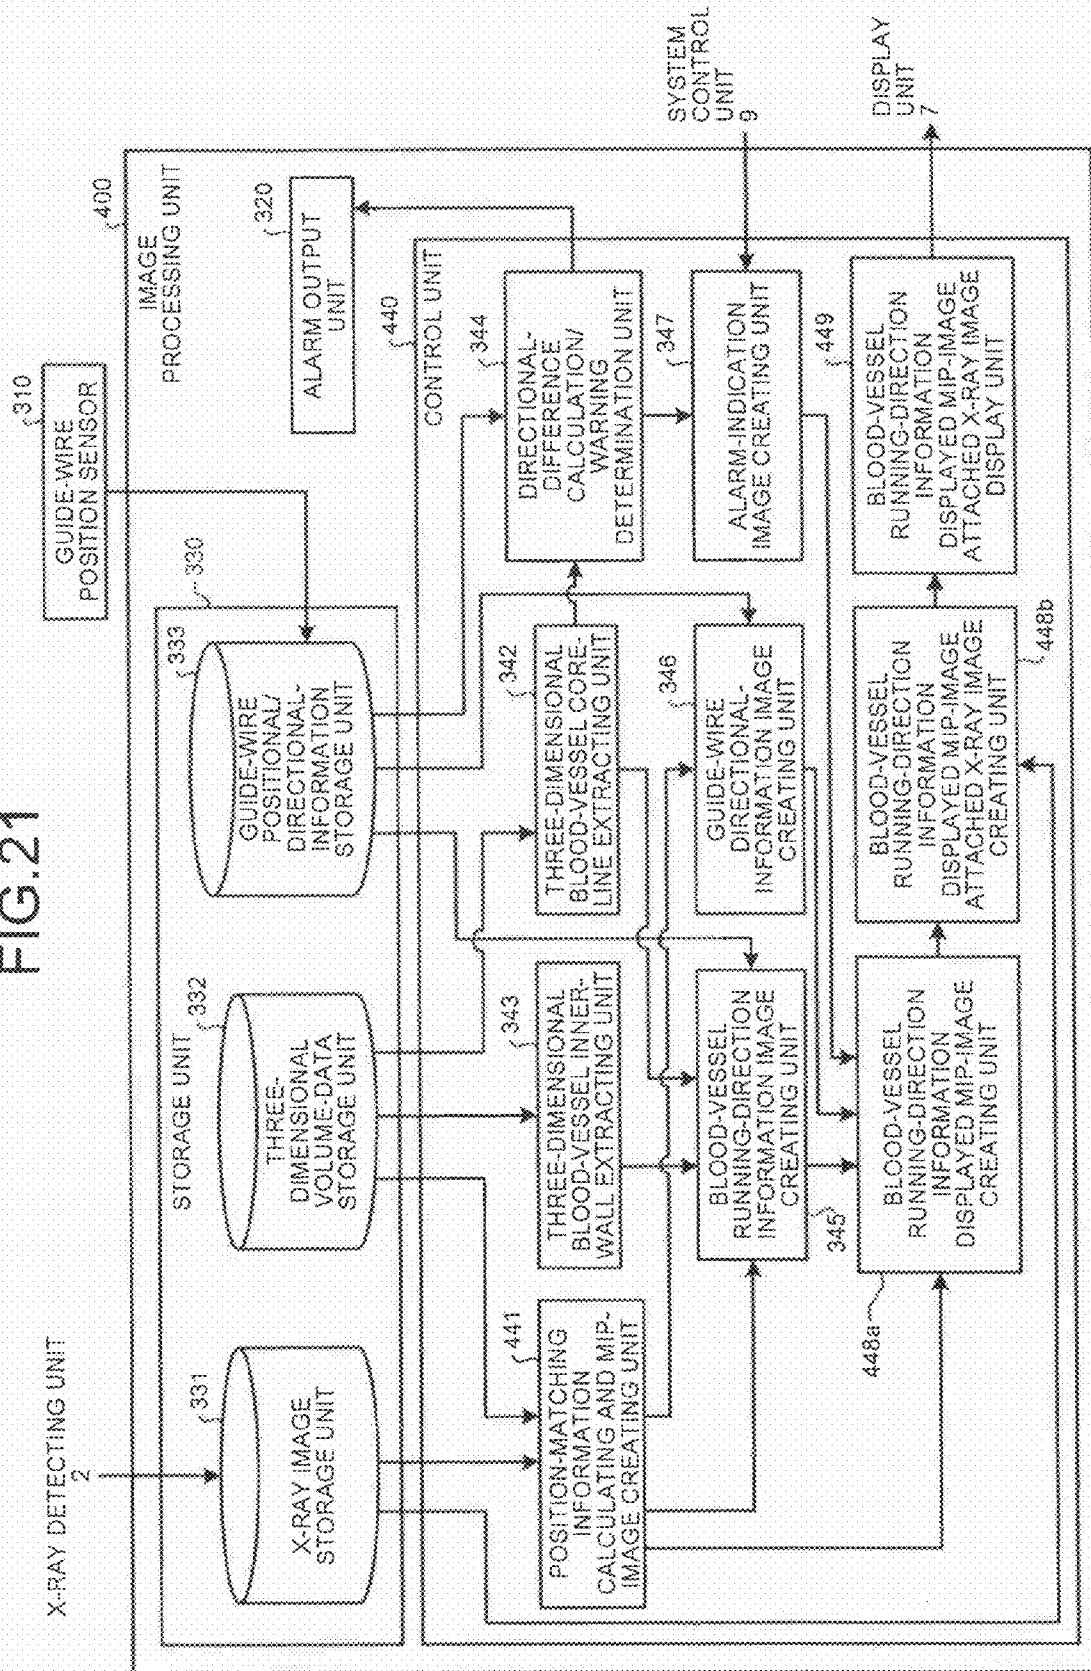 FIG.21
X-RAY DETECTING UNIT
2
GUIDE-WIRE
POSITION SENSOR
310
400
IMAGE
PROCESSING UNIT
STORAGE UNIT
330
331
X-RAY IMAGE
STORAGE UNIT
332
THREE-
DIMENSIONAL
VOLUME-DATA
STORAGE UNIT
333
GUIDE-WIRE
POSITIONAL/
DIRECTIONAL-
INFORMATION
STORAGE UNIT
320
ALARM OUTPUT
UNIT
440
CONTROL UNIT
441
POSITION-MATCHING
INFORMATION
CALCULATING AND MIP-
IMAGE CREATING UNIT
343
THREE-DIMENSIONAL
BLOOD-VESSEL INNER-
WALL EXTRACTING UNIT
342
THREE-DIMENSIONAL
BLOOD-VESSEL CORE-
LINE EXTRACTING UNIT
344
DIRECTIONAL-
DIFFERENCE
CALCULATION/
WARNING
DETERMINATION UNIT
BLOOD-VESSEL
RUNNING-DIRECTION
INFORMATION IMAGE
CREATING UNIT
345
346
GUIDE-WIRE
DIRECTIONAL-
INFORMATION IMAGE
CREATING UNIT
347
ALARM-INDICATION
IMAGE CREATING UNIT
SYSTEM
CONTROL
UNIT
9
448a
BLOOD-VESSEL
RUNNING-DIRECTION
INFORMATION
DISPLAYED MIP-IMAGE
CREATING UNIT
BLOOD-VESSEL
RUNNING-DIRECTION
INFORMATION
DISPLAYED MIP-IMAGE
ATTACHED X-RAY IMAGE
CREATING UNIT
448b
449
BLOOD-VESSEL
RUNNING-DIRECTION
INFORMATION
DISPLAYED MIP-IMAGE
ATTACHED X-RAY IMAGE
DISPLAY UNIT
DISPLAY
UNIT
7